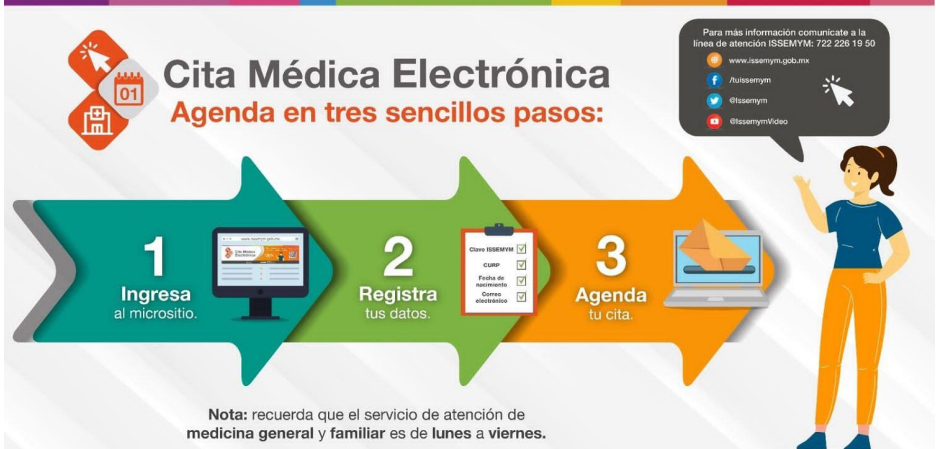 Cita Médica Electrónica
Agenda en tres sencillos pasos:
01
Para más información comunicate a la
línea de atención ISSEMYM: 722 226 19 50
www.issemym.gob.mx
/tuissemym
@Issemym
@IssemymVideo
1
Ingresa
al micrositio.
www.issemym.gob.mx
Cita Médica
Electrónica
2
Registra
tus datos.
Clave ISSEMYM
CURP
Fecha de
nacimiento
Correo
electrónico
3
Agenda
tu cita.
Nota: recuerda que el servicio de atención de
medicina general y familiar es de lunes a viernes.